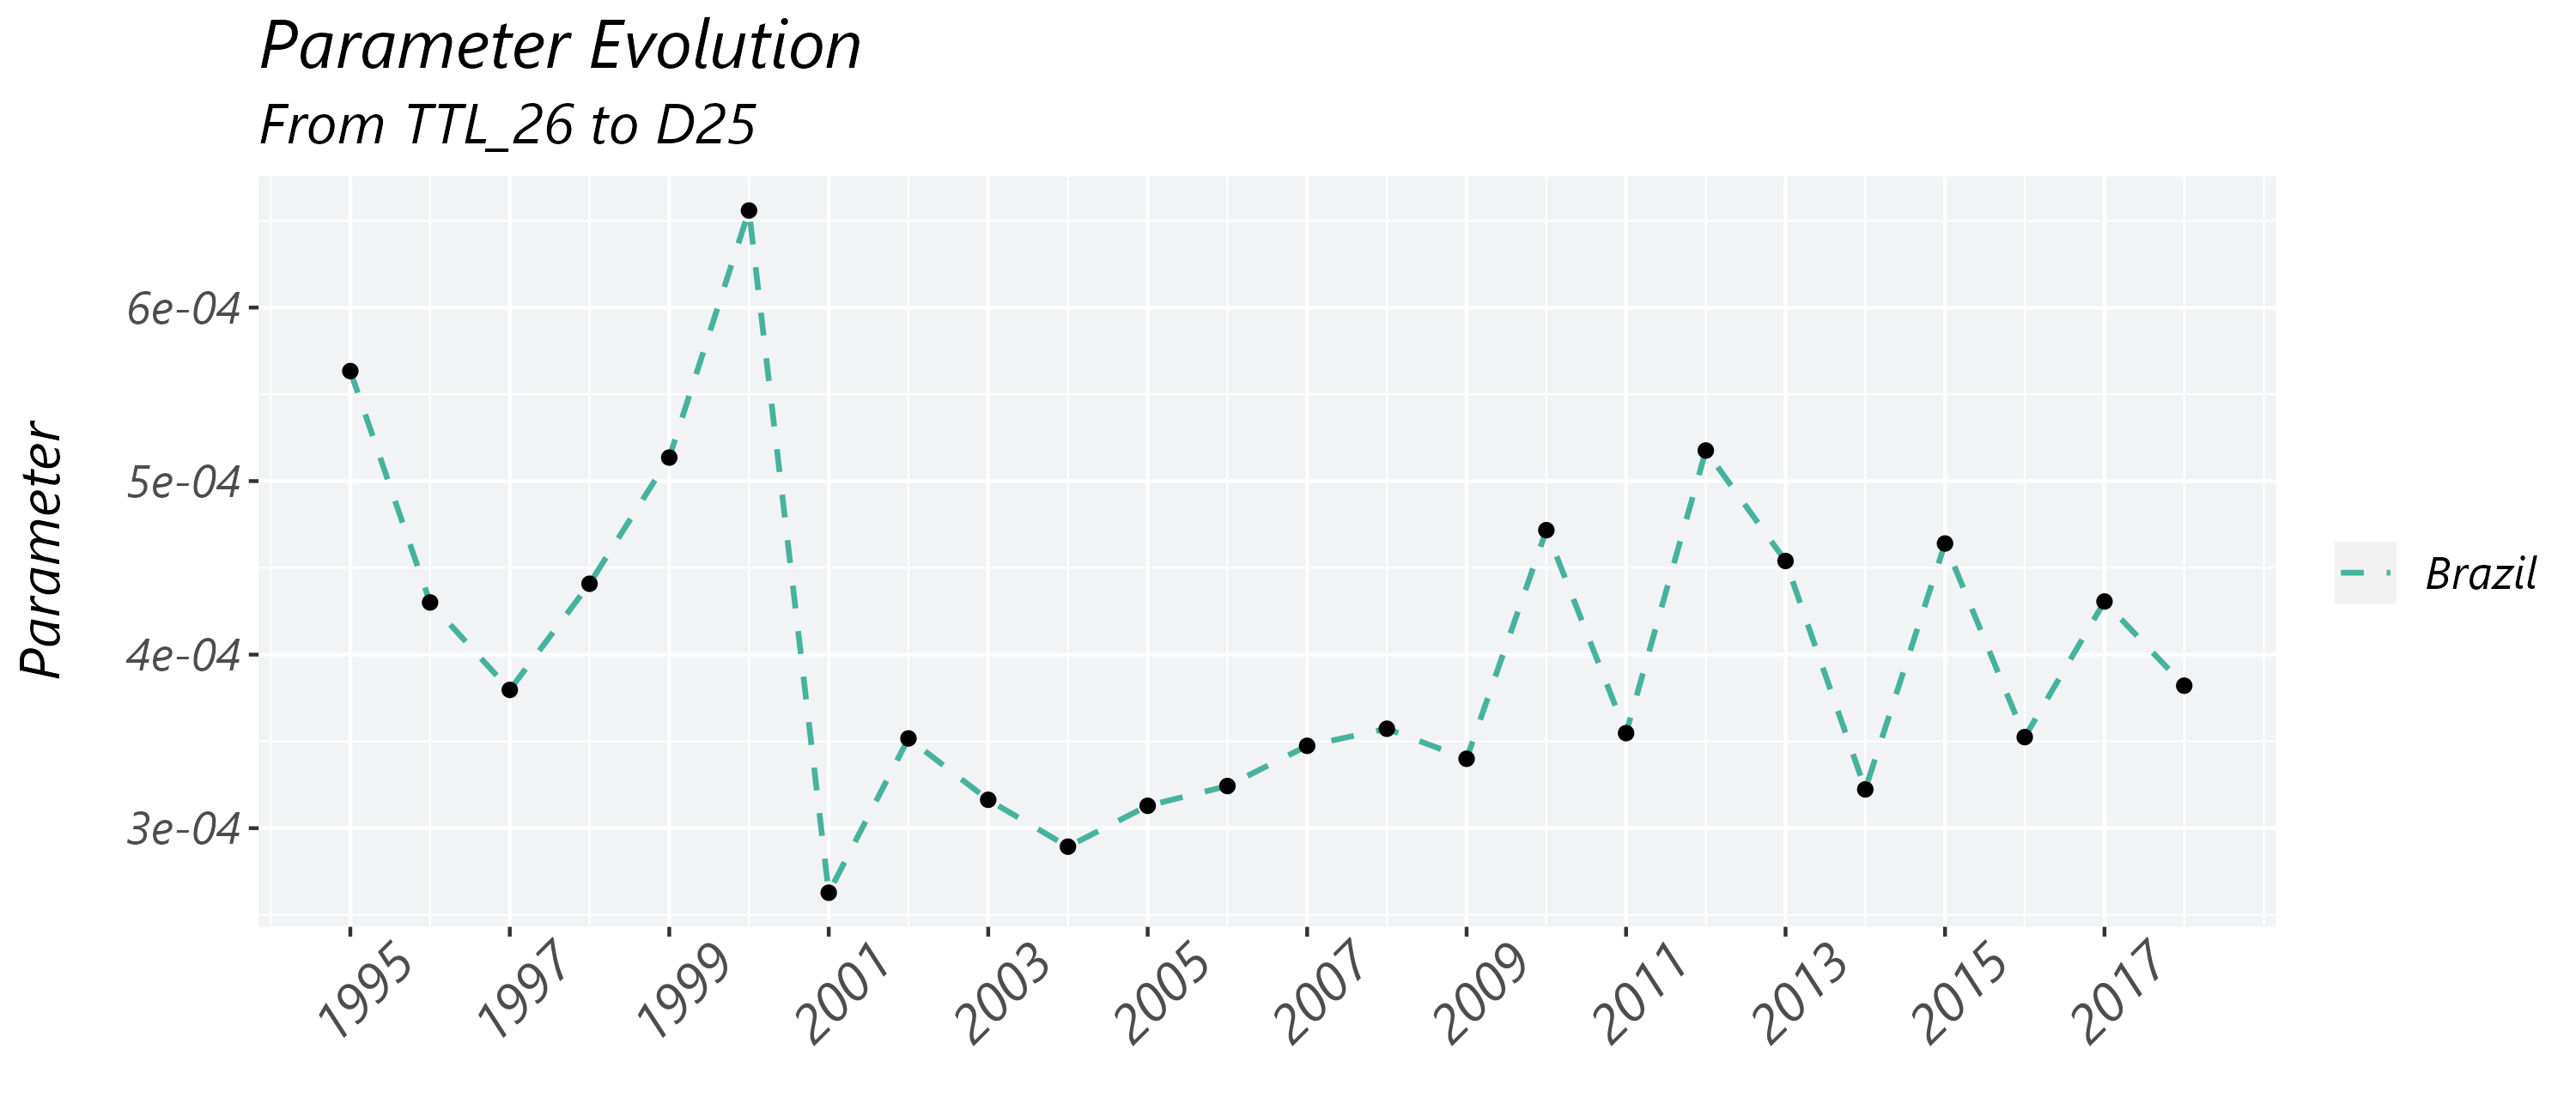 Parameter Evolution
From TTL_26 to D25
Parameter
6e-04
5e-04
4e-04
3e-04
1995
1997
1999
2001
2003
2005
2007
2009
2011
2013
2015
2017
Brazil